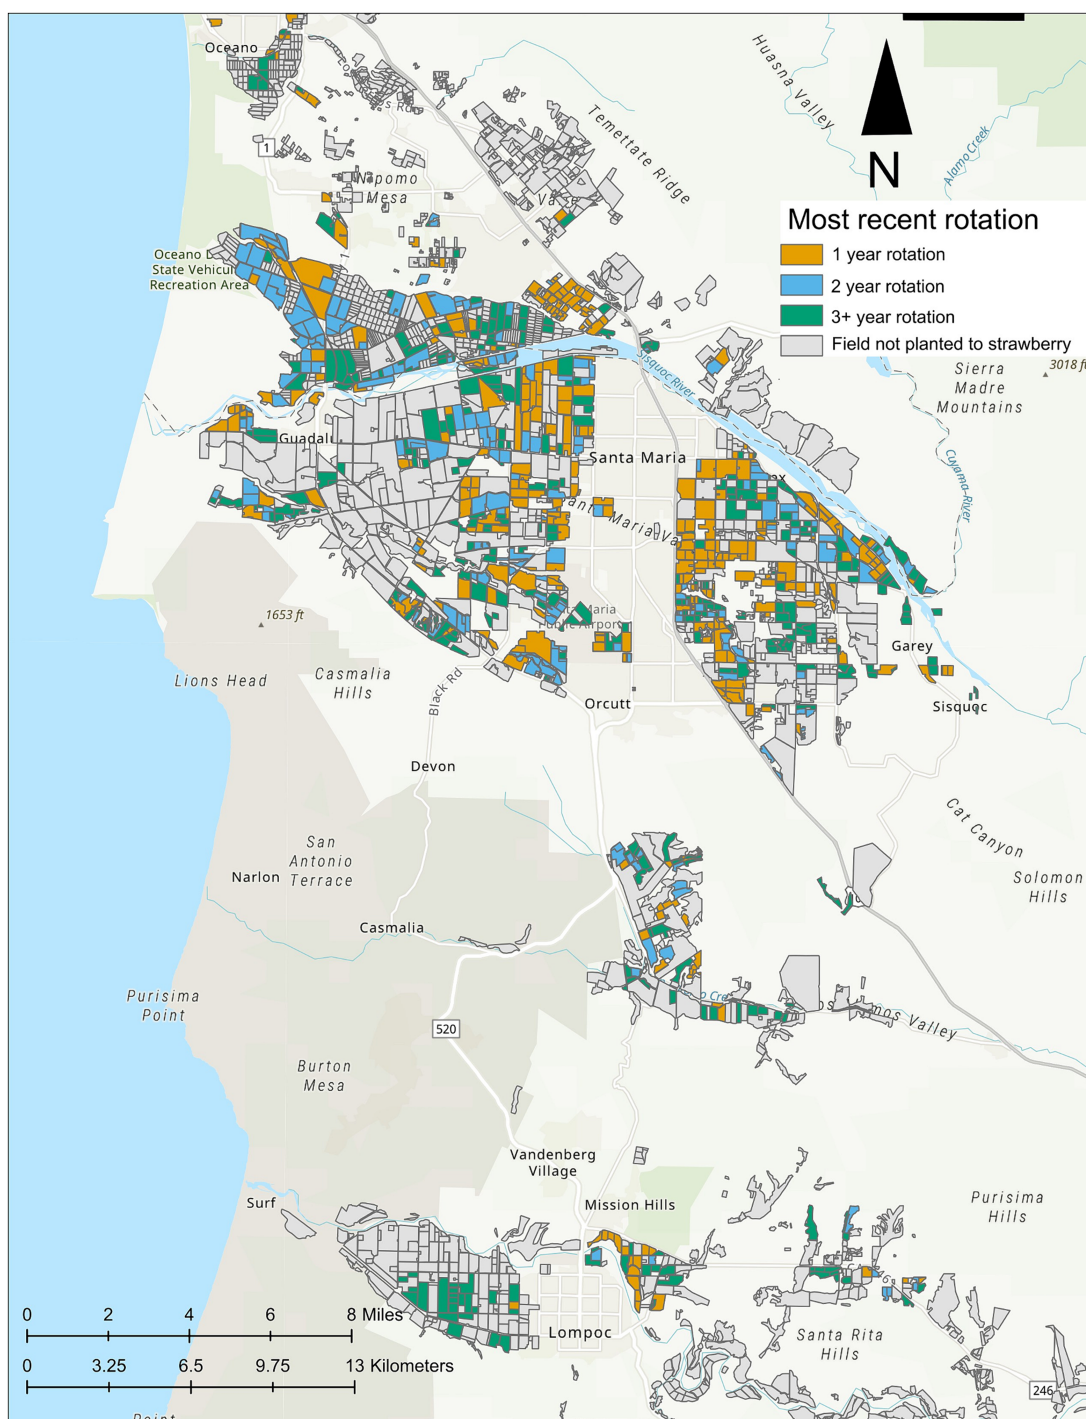 Oceano
Huasna Valley
Temettate Ridge
Alamo Creek
1
N
Nipomo
Mesa
Most recent rotation
1 year rotation
2 year rotation
3+ year rotation
Field not planted to strawberry
State Vehicul
Recreation Area
Sisquoc River
Sierra
Madre
Mountains
3018 ft
Santa Maria
Cuyama River
1653 ft
Garey
Lions Head
Casmalia
Hills
Black Rd
Orcutt
Sisquoc
Devon
Cat Canyon
San
Antonio
Terrace
Narlon
Solomon
Hills
Casmalia
Purisima
Point
520
Valley
Burton
Mesa
Vandenberg
Village
Surf
Mission Hills
Purisima
Hills
0 2 4 6 8 Miles
0 3.25 6.5 9.75 13 Kilometers
Lompoc
Santa Rita
Hills
246